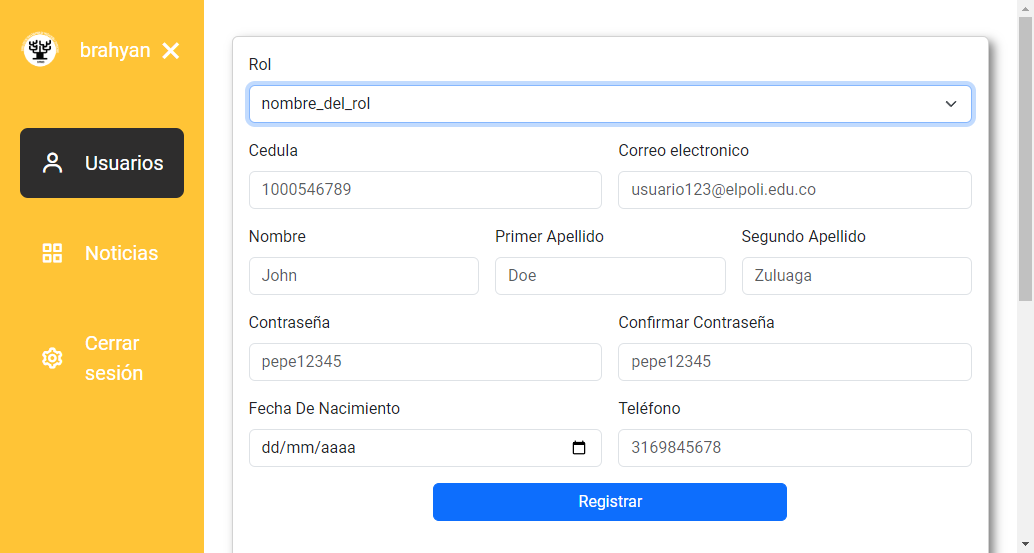 brahyan
Usuarios
Noticias
Cerrar
sesión
Rol
nombre_del_rol
Cedula
Correo electronico
1000546789
usuario123@elpoli.edu.co
Nombre
Primer Apellido
Segundo Apellido
John
Doe
Zuluaga
Contraseña
Confirmar Contraseña
pepe12345
pepe12345
Fecha De Nacimiento
Teléfono
dd/mm/aaaa
3169845678
Registrar